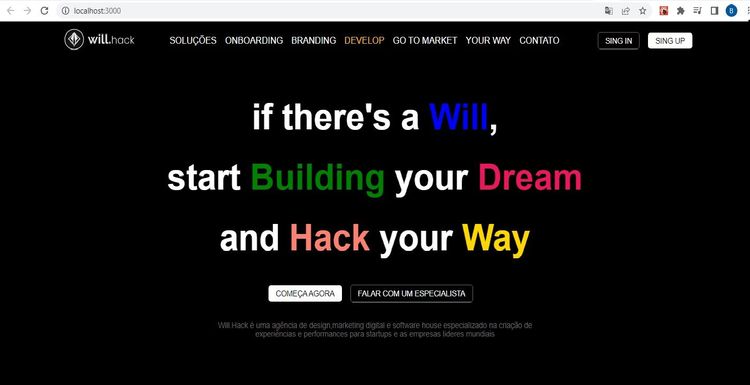 localhost:3000
B
will.hack
SOLUÇÕES ONBOARDING BRANDING DEVELOP GO TO MARKET YOUR WAY CONTATO
SING IN
SING UP
if there's a Will,
start Building your Dream
and Hack your Way
COMEÇA AGORA
FALAR COM UM ESPECIALISTA
Will.Hack é uma agência de design,marketing digital e software house especializado na criação de
experiências e performances para startups e as empresas líderes mundiais